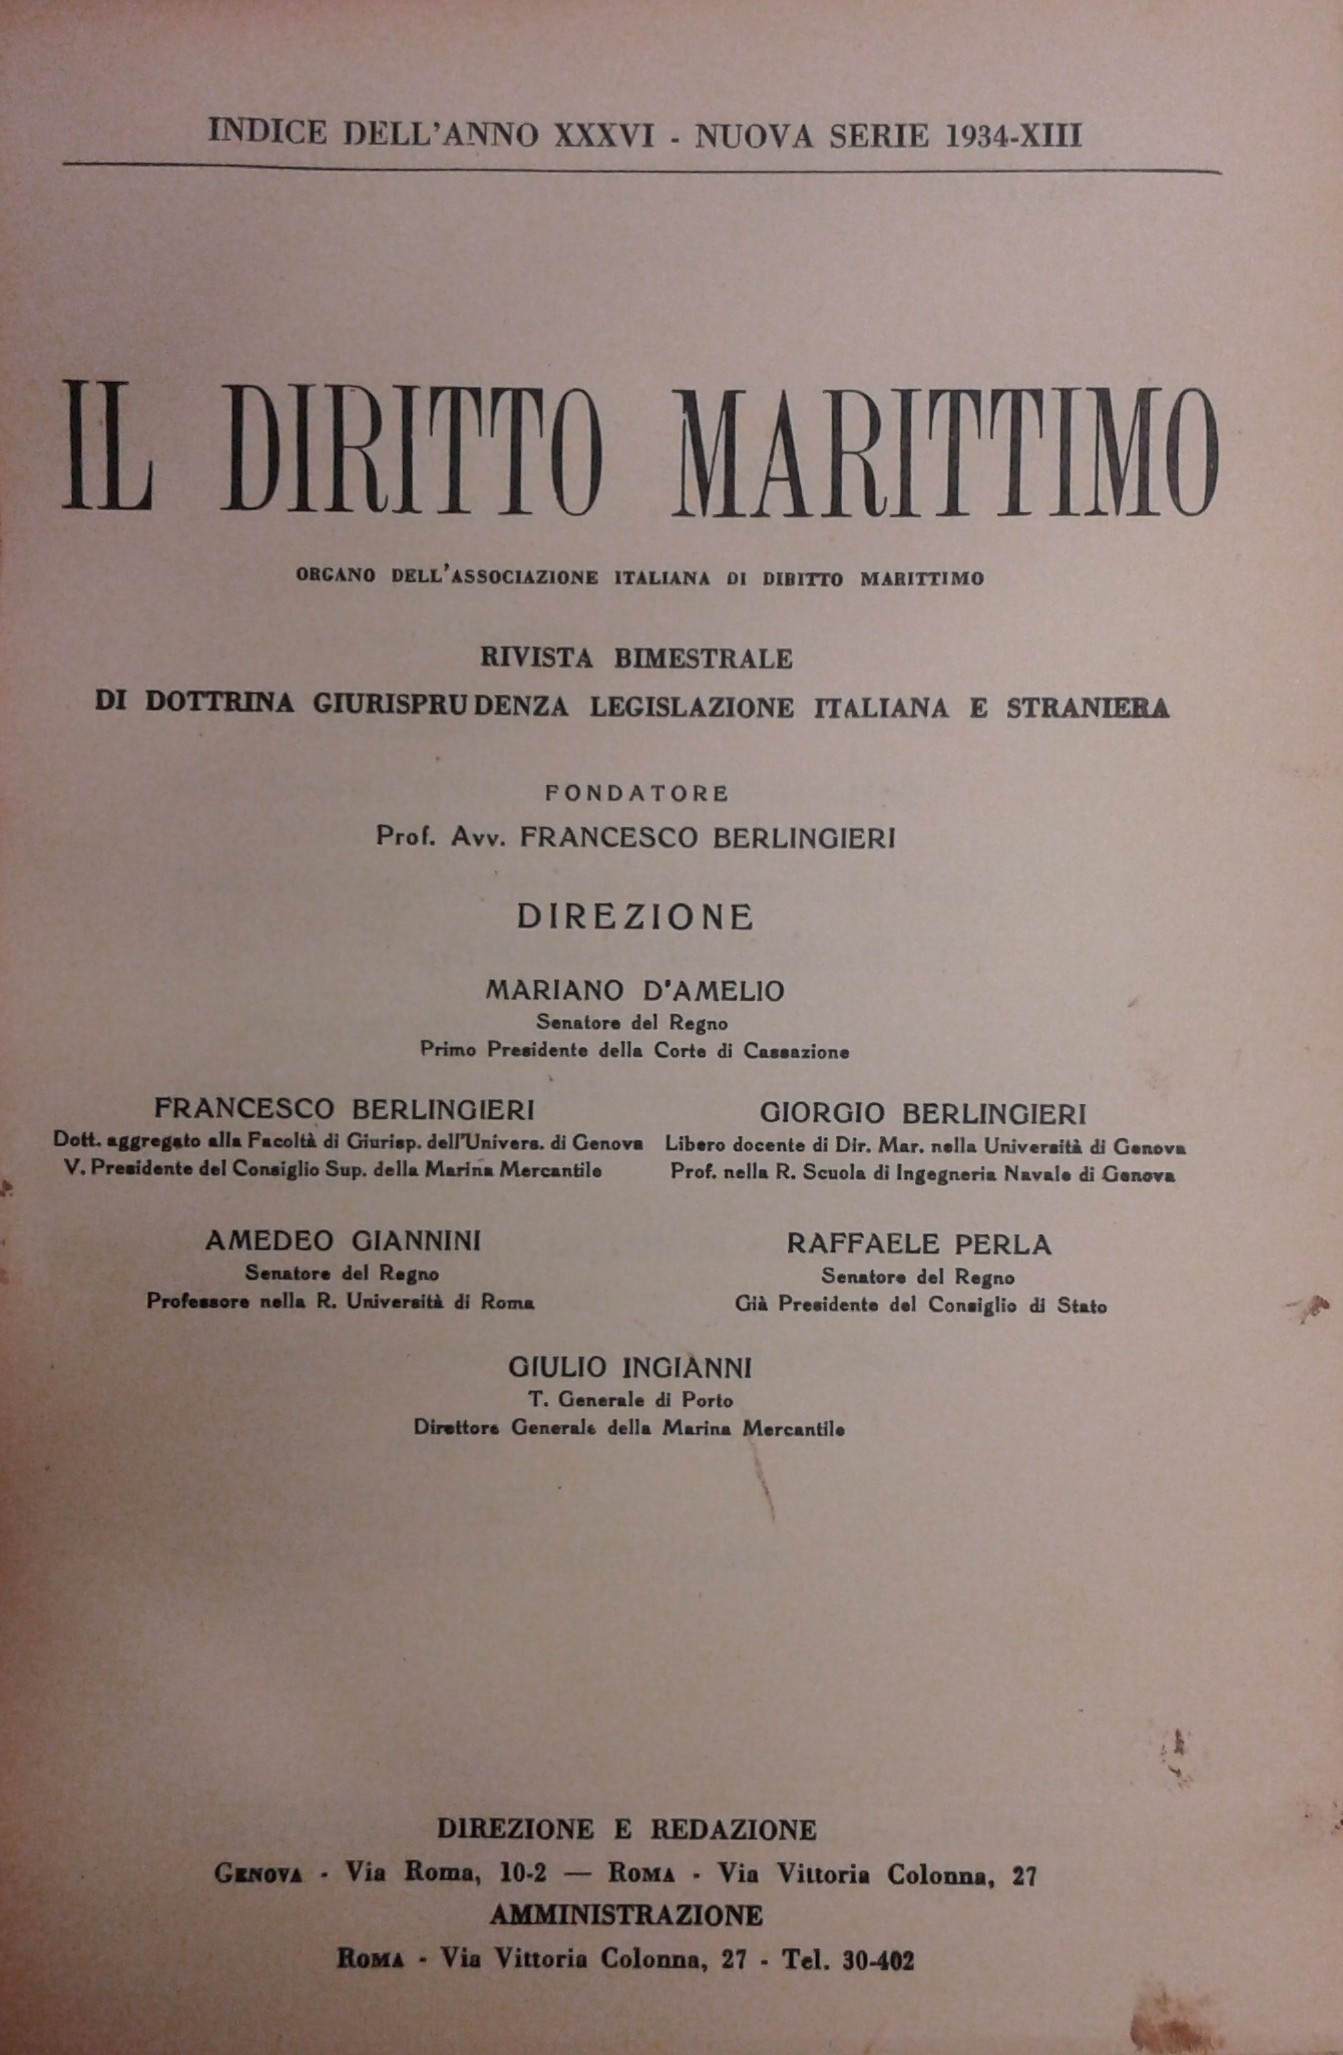 INDICE DELL'ANNO XXXVI - NUOVA SERIE 1934-XIII
IL DIRITTO MARITTIMO
ORGANO DELL'ASSOCIAZIONE ITALIANA DI DIRITTO MARITTIMO
RIVISTA BIMESTRALE
DI DOTTRINA GIURISPRUDENZA LEGISLAZIONE ITALIANA E STRANIERA
FONDATORE
Prof. Avv. FRANCESCO BERLINGIERI
DIREZIONE
MARIANO D'AMELIO
Senatore del Regno
Primo Presidente della Corte di Cassazione
FRANCESCO BERLINGIERI
Dott. aggregato alla Facoltà di Giurisp. dell'Univers. di Genova
V. Presidente del Consiglio Sup. della Marina Mercantile
GIORGIO BERLINGIERI
Libero docente di Dir. Mar. nella Università di Genova
Prof. nella R. Scuola di Ingegneria Navale di Genova
AMEDEO GIANNINI
Senatore del Regno
Professore nella R. Università di Roma
RAFFAELE PERLA
Senatore del Regno
Già Presidente del Consiglio di Stato
GIULIO INGIANNI
T. Generale di Porto
Direttore Generale della Marina Mercantile
DIREZIONE E REDAZIONE
GENOVA - Via Roma, 10-2 — ROMA - Via Vittoria Colonna, 27
AMMINISTRAZIONE
ROMA - Via Vittoria Colonna, 27 - Tel. 30-402